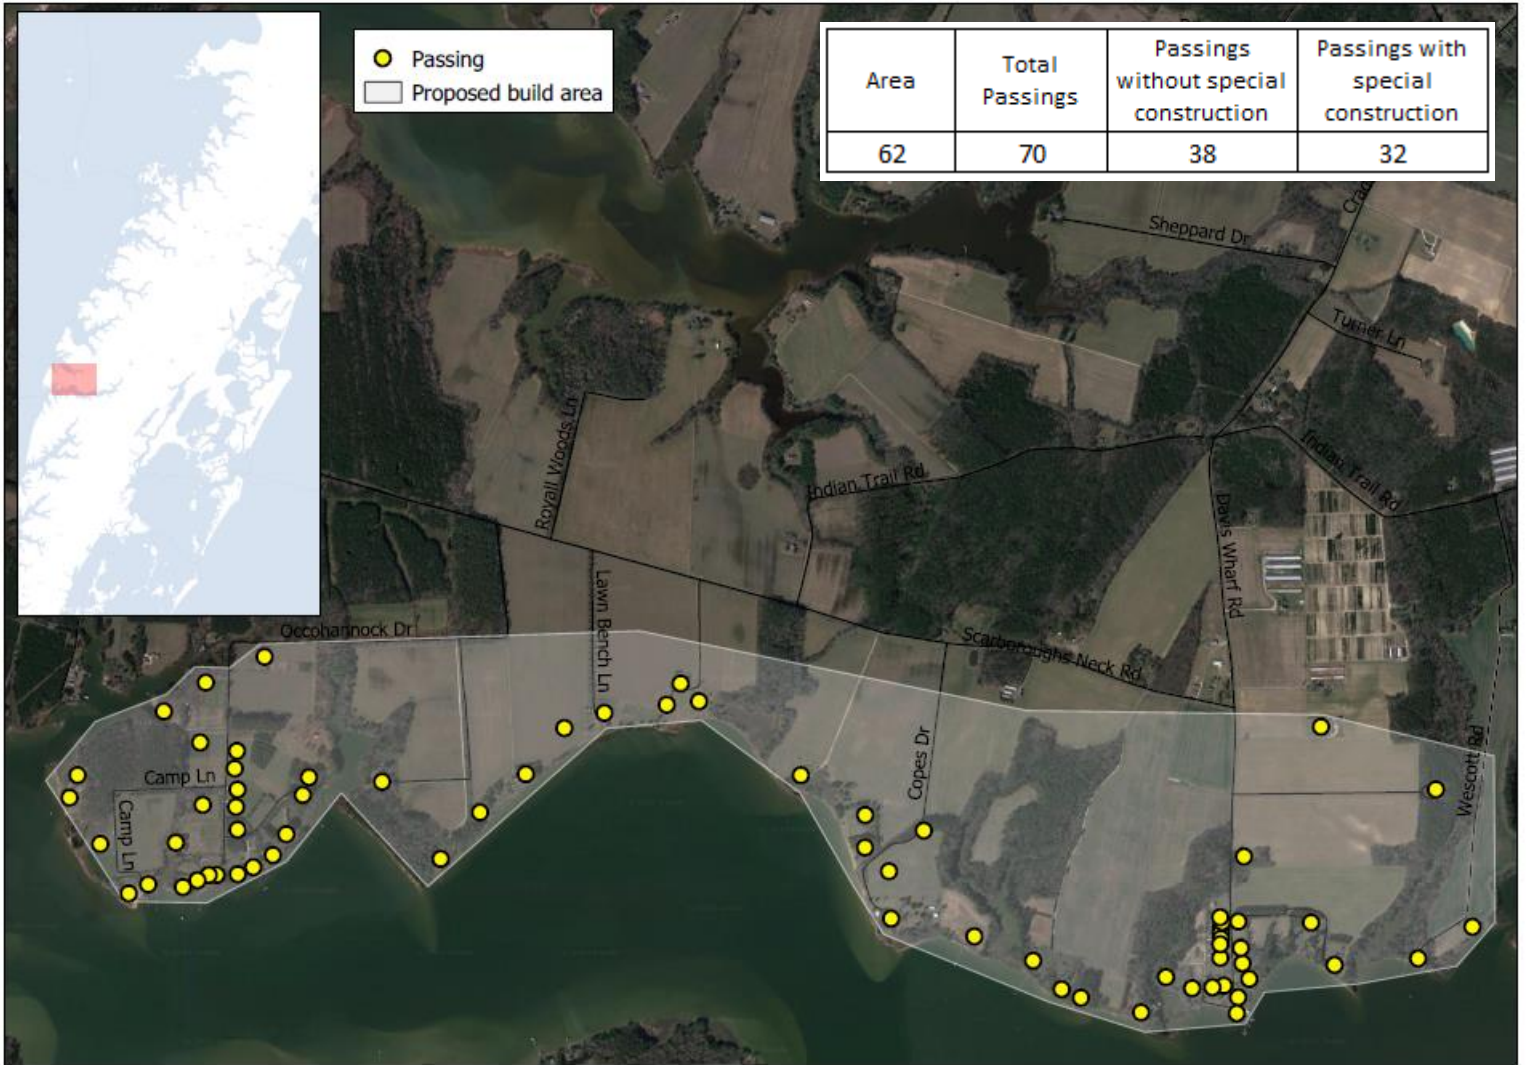 Passing
Proposed build area
Area
Total
Passings
Passings
without special
construction
Passings with
special
construction
62
70
38
32
Sheppard Dr
Turner Ln
Royall Woods Ln
Indian Trail Rd
Indian Trail Rd
Davis Wharf Rd
Lawn Bench Ln
Occohannock Dr
Scarboroughs Neck Rd
Copes Dr
Wescott Rd
Camp Ln
Camp Ln